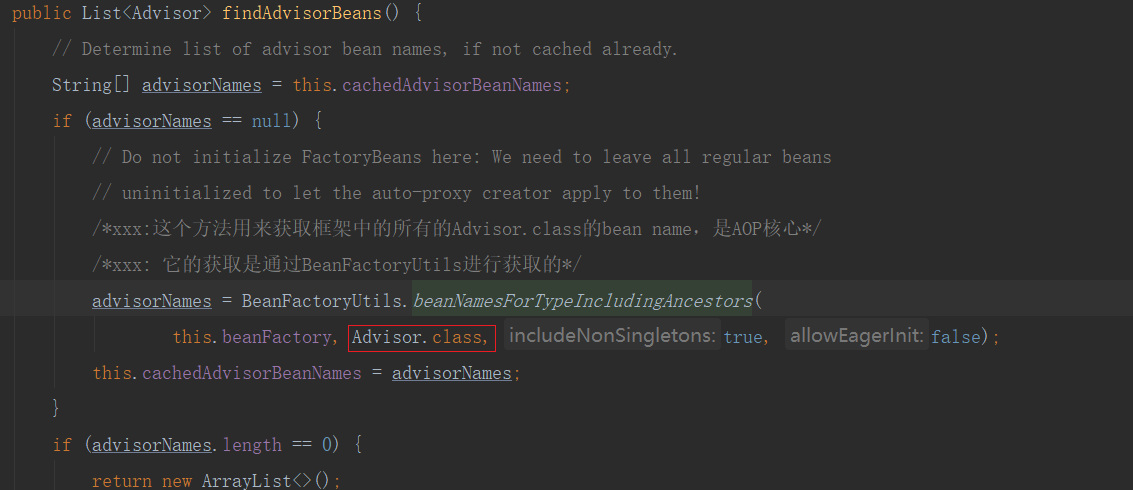 public List<Advisor> findAdvisorBeans() {
// Determine list of advisor bean names, if not cached already.
String[] advisorNames = this.cachedAdvisorBeanNames;
if (advisorNames == null) {
// Do not initialize FactoryBeans here: We need to leave all regular beans
// uninitialized to let the auto-proxy creator apply to them!
/*xxx:这个方法用来获取框架中的所有的Advisor.class的bean name，是AOP核心*/
/*xxx: 它的获取是通过BeanFactoryUtils进行获取的*/
advisorNames = BeanFactoryUtils.beanNamesForTypeIncludingAncestors(
this.beanFactory, Advisor.class, includeNonSingletons: true, allowEagerInit: false);
this.cachedAdvisorBeanNames = advisorNames;
}
if (advisorNames.length == 0) {
return new ArrayList<>();